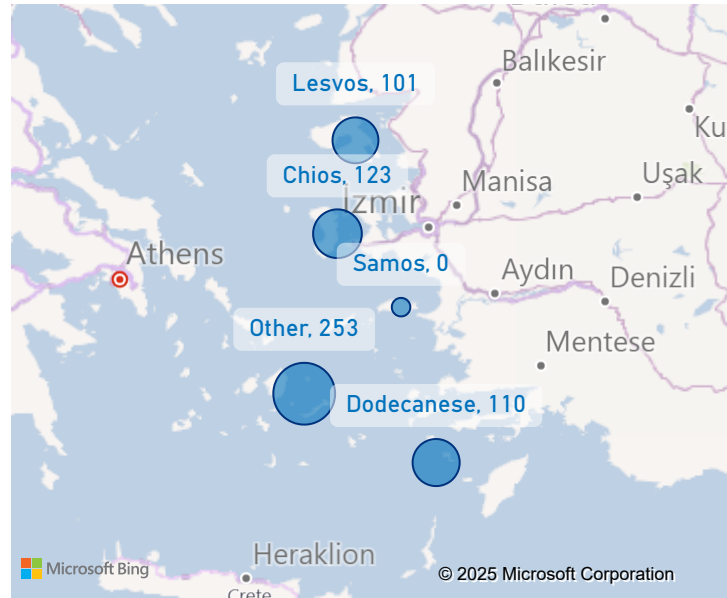 Balıkesir
Lesvos, 101
Ku
Chios, 123
Uşak
Manisa
İzmir
Athens
Samos, 0
Aydın
Denizli
Other, 253
Mentese
Dodecanese, 110
Heraklion
Microsoft Bing
© 2025 Microsoft Corporation
Crete